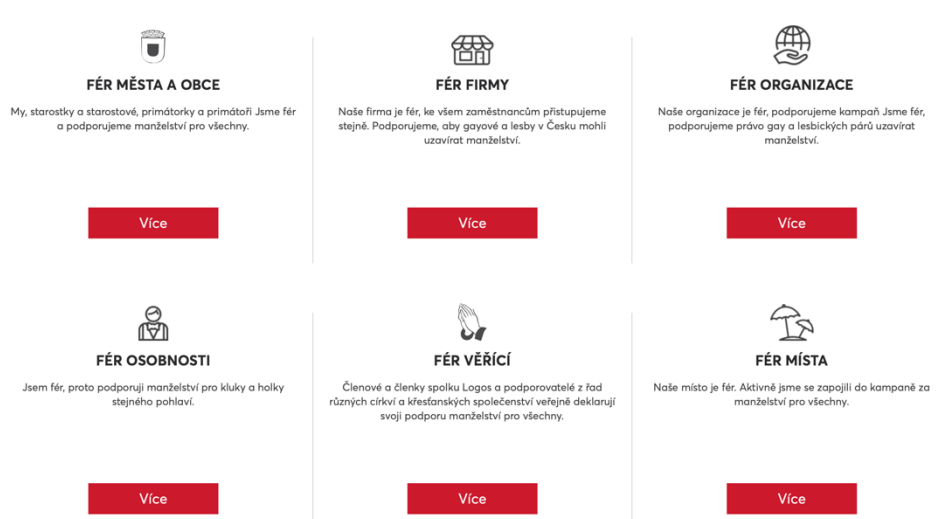 FÉR MĚSTA A OBCE
My, starostky a starostové, primátorky a primátoři Jsme fér
a podporujeme manželství pro všechny.
Více
FÉR FIRMY
Naše firma je fér, ke všem zaměstnancům přistupujeme
stejně. Podporujeme, aby gayové a lesby v Česku mohli
uzavírat manželství.
Více
FÉR ORGANIZACE
Naše organizace je fér, podporujeme kampaň Jsme fér,
podporujeme právo gay a lesbických párů uzavírat
manželství.
Více
FÉR OSOBNOSTI
Jsem fér, proto podporuji manželství pro kluky a holky
stejného pohlaví.
Více
FÉR VĚŘÍCÍ
Členové a členky spolku Logos a podporovatelé z řad
různých církví a křesťanských společenství veřejně deklarují
svoji podporu manželství pro všechny.
Více
FÉR MÍSTA
Naše místo je fér. Aktivně jsme se zapojili do kampaně za
manželství pro všechny.
Více